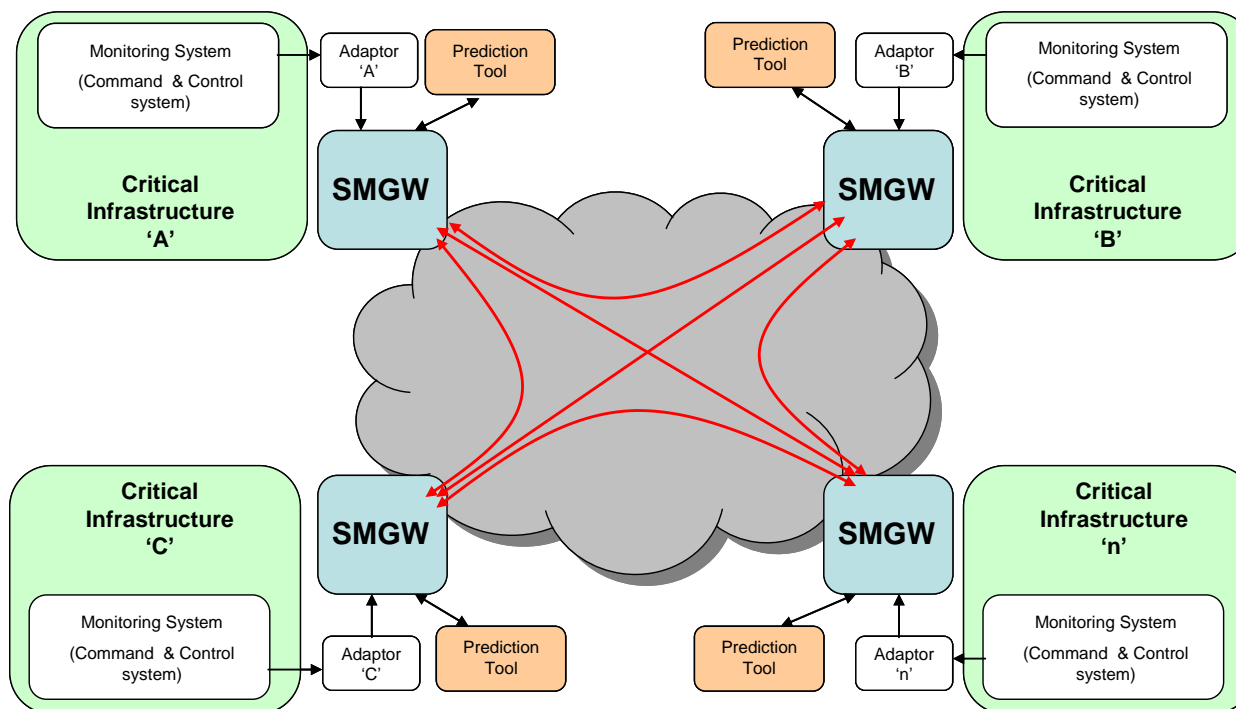 Monitoring System
(Command & Control
system)
Adaptor
‘A’
Prediction
Tool
SMGW
Critical
Infrastructure
‘A’
Prediction
Tool
Adaptor
‘B’
Monitoring System
(Command & Control
system)
SMGW
Critical
Infrastructure
‘B’
Critical
Infrastructure
‘C’
SMGW
Monitoring System
(Command & Control
system)
Adaptor
‘C’
Prediction
Tool
SMGW
Critical
Infrastructure
‘n’
Prediction
Tool
Adaptor
‘n’
Monitoring System
(Command & Control
system)